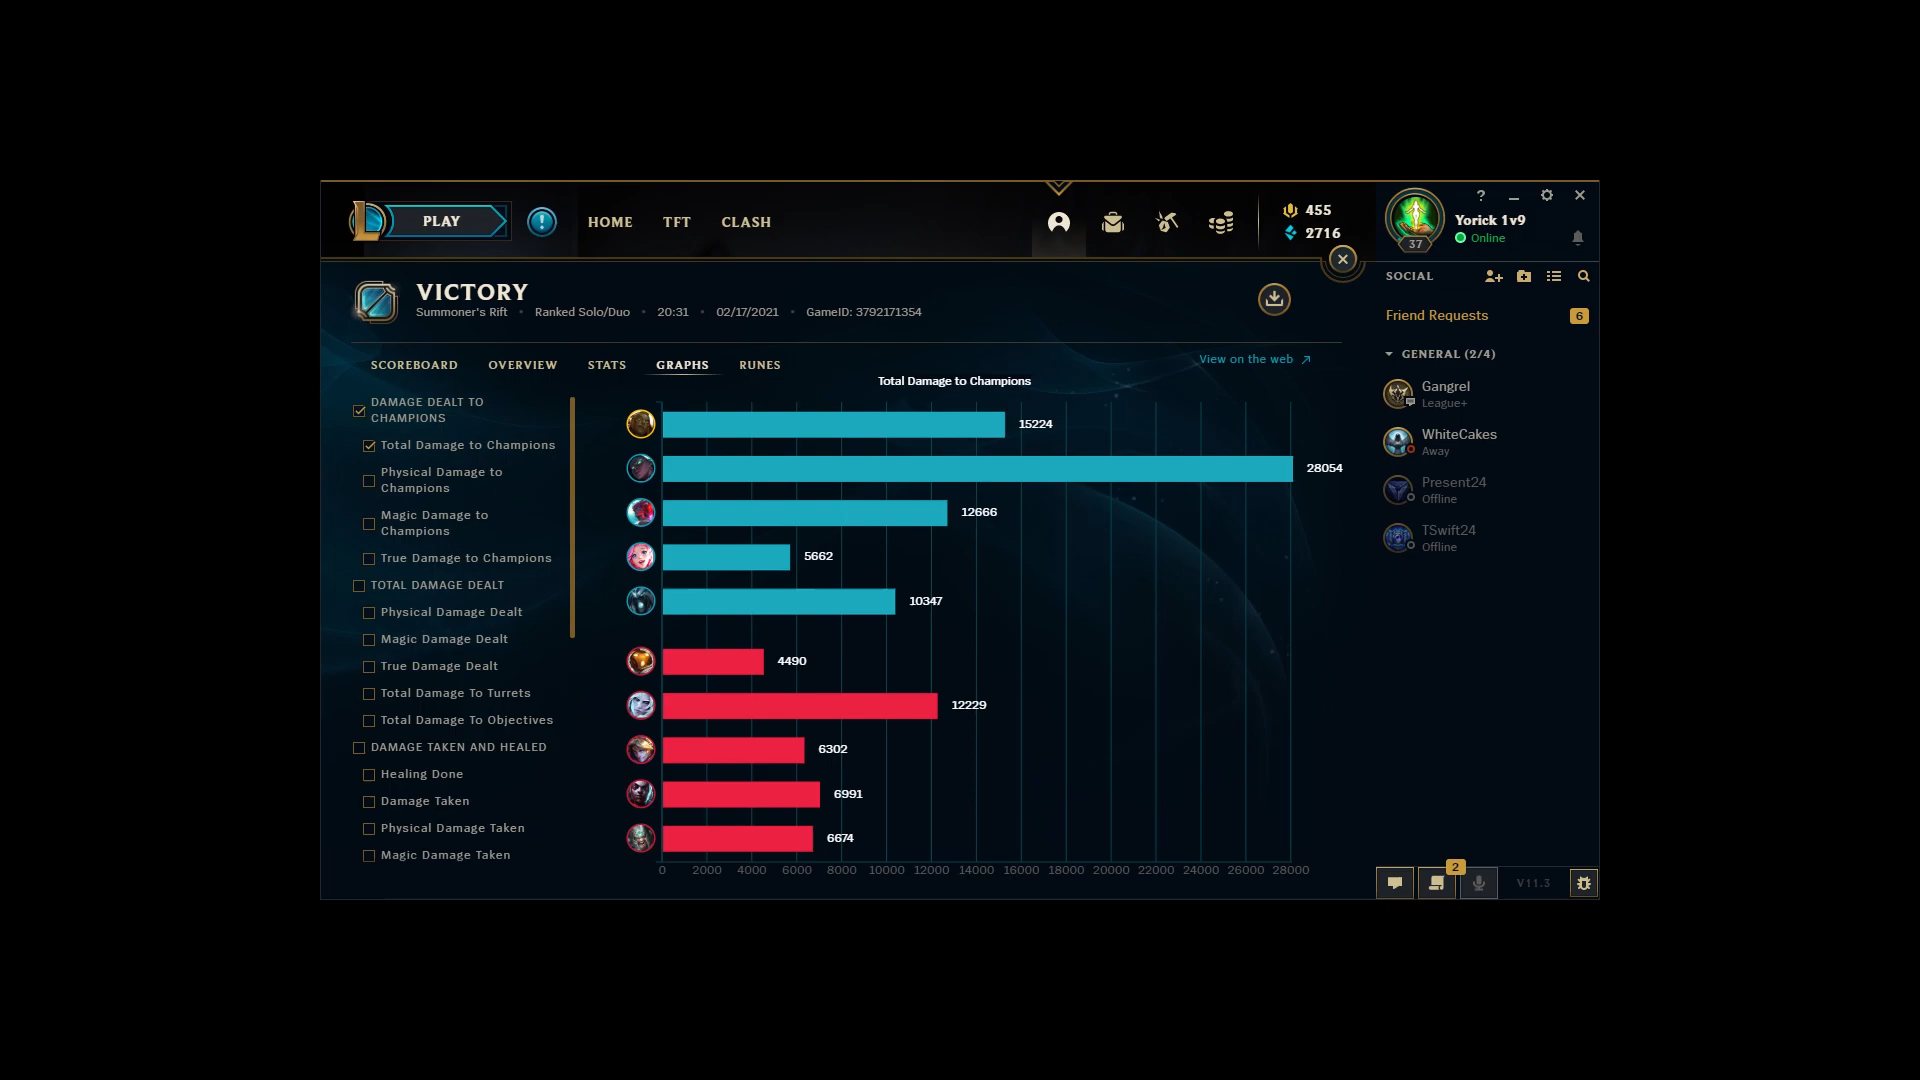 PLAY
!
HOME
TFT
CLASH
455
2716
37
?
Yorick 1v9
Online
VICTORY
Summoner's Rift • Ranked Solo/Duo • 20:31 • 02/17/2021 • GameID: 3792171354
SCOREBOARD
OVERVIEW
STATS
GRAPHS
RUNES
View on the web
DAMAGE DEALT TO
CHAMPIONS
Total Damage to Champions
Physical Damage to
Champions
Magic Damage to
Champions
True Damage to Champions
TOTAL DAMAGE DEALT
Physical Damage Dealt
Magic Damage Dealt
True Damage Dealt
Total Damage To Turrets
Total Damage To Objectives
DAMAGE TAKEN AND HEALED
Healing Done
Damage Taken
Physical Damage Taken
Magic Damage Taken
Total Damage to Champions
15224
28054
12666
5662
10347
4490
12229
6302
6991
6674
0 2000 4000 6000 8000 10000 12000 14000 16000 18000 20000 22000 24000 26000 28000
SOCIAL
Friend Requests
6
GENERAL (2/4)
Gangrel
League+
WhiteCakes
Away
Present24
Offline
TSwift24
Offline
2
V11.3